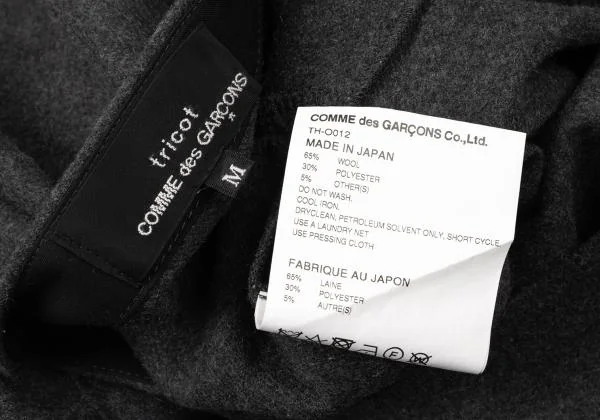 tricot
COMME des GARÇONS
M
COMME des GARÇONS Co.,Ltd.
TH-O012
MADE IN JAPAN
65% WOOL
30% POLYESTER
5% OTHER(S)
DO NOT WASH.
COOL IRON.
DRYCLEAN, PETROLEUM SOLVENT ONLY, SHORT CYCLE.
USE A LAUNDRY NET
USE PRESSING CLOTH
FABRIQUE AU JAPON
65% LAINE
30% POLYESTER
5% AUTRE(S)
F